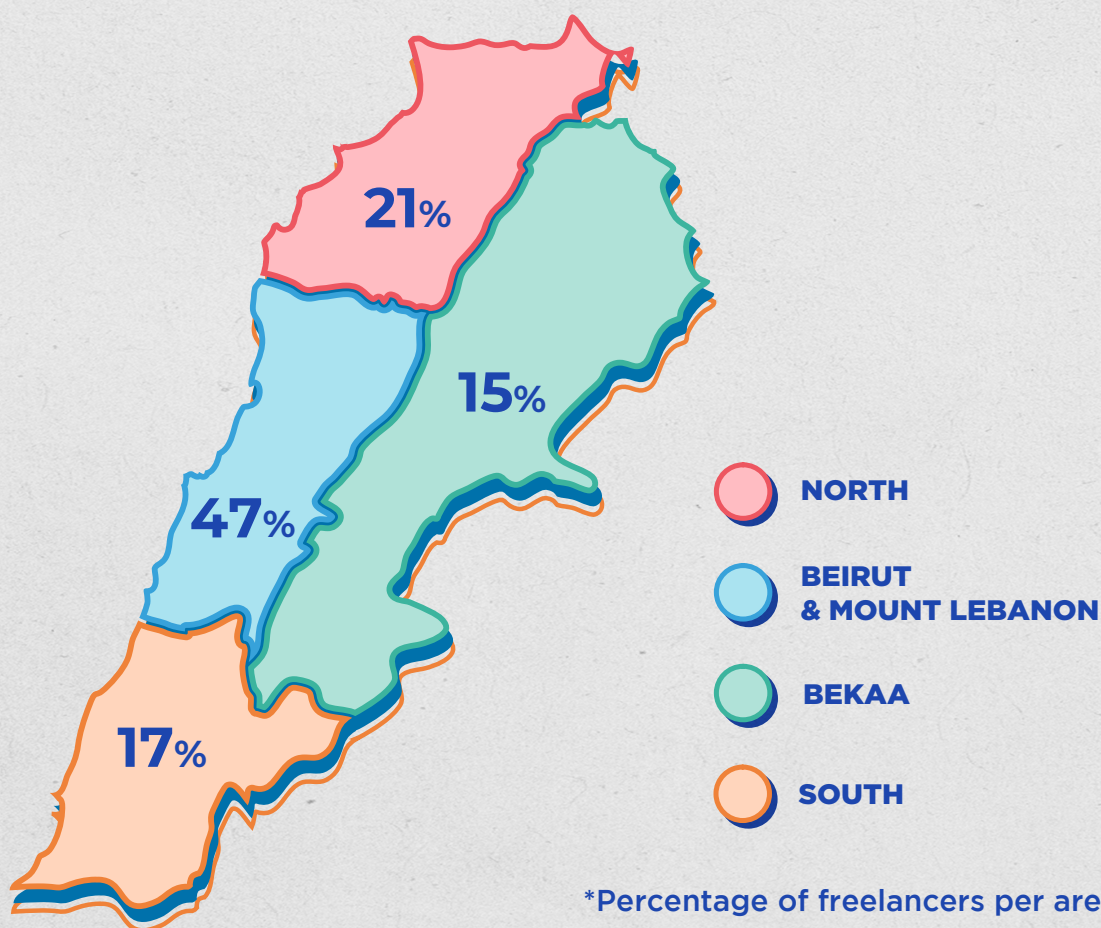 21%
15%
47%
17%
NORTH
BEIRUT
& MOUNT LEBANON
BEKAA
SOUTH
*Percentage of freelancers per are